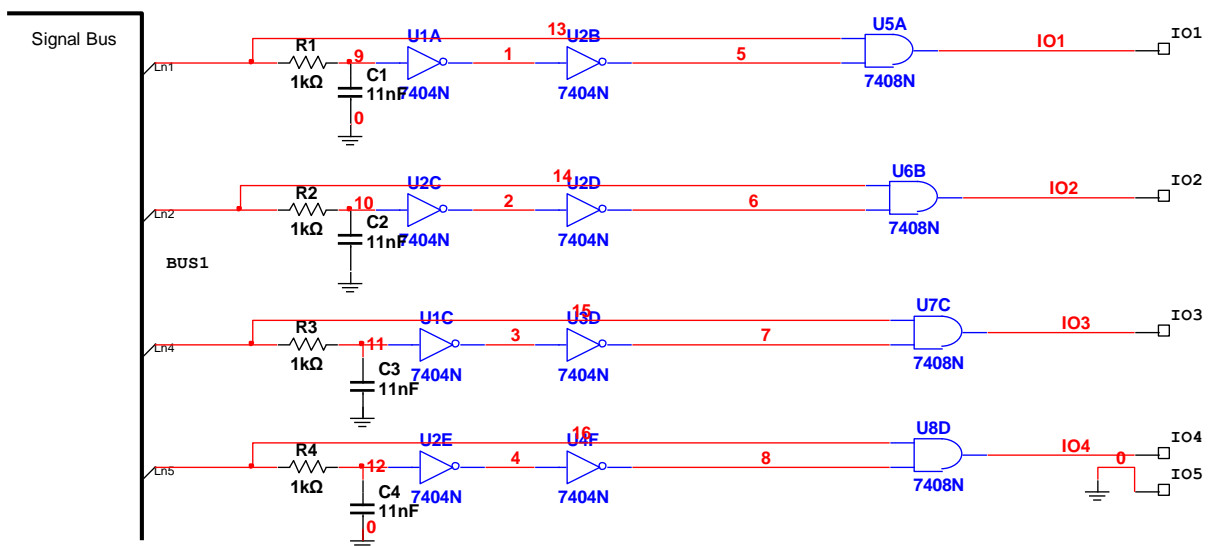 Signal Bus
Ln1
R1
1kΩ
9
C1
11nF
0
U1A
7404N
1
13
U2B
7404N
5
U5A
7408N
IO1
IO1
Ln2
R2
1kΩ
10
C2
11nF
U2C
7404N
2
14
U2D
7404N
6
U6B
7408N
IO2
IO2
BUS1
Ln4
R3
1kΩ
11
C3
11nF
U1C
7404N
3
15
U3D
7404N
7
U7C
7408N
IO3
IO3
Ln5
R4
1kΩ
12
C4
11nF
0
U2E
7404N
4
16
U4F
7404N
8
U8D
7408N
IO4
IO4
0
IO5